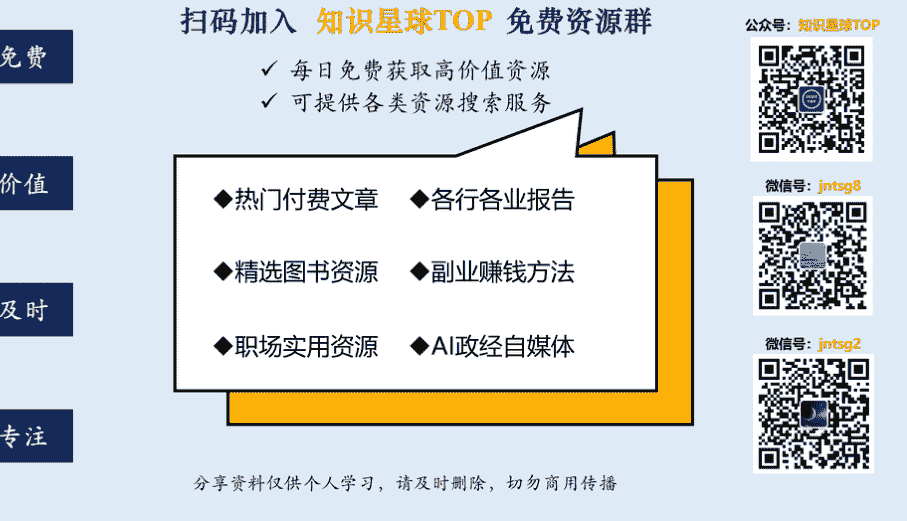 扫码加入 知识星球TOP 免费资源群
✓ 每日免费获取高价值资源
✓ 可提供各类资源搜索服务
免费
价值
及时
专注
◆热门付费文章 ◆各行各业报告
◆精选图书资源 ◆副业赚钱方法
◆职场实用资源 ◆AI政经自媒体
公众号：知识星球TOP
微信号：jntsg8
微信号：jntsg2
分享资料仅供个人学习，请及时删除，切勿商用传播